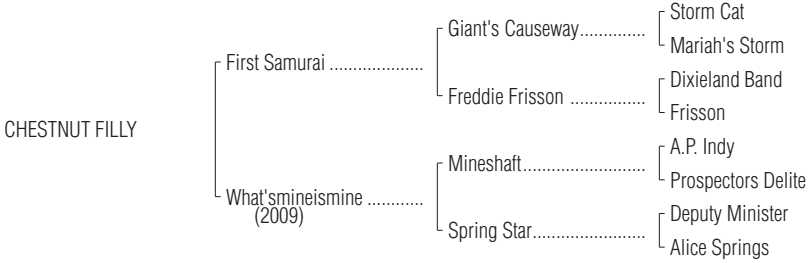 Storm Cat
Giant's Causeway..............
Mariah's Storm
First Samurai ....................
Dixieland Band
Freddie Frisson ................
Frisson
CHESTNUT FILLY
A.P. Indy
Mineshaft..........................
Prospectors Delite
What'smineismine ............
(2009)
Deputy Minister
Spring Star........................
Alice Springs